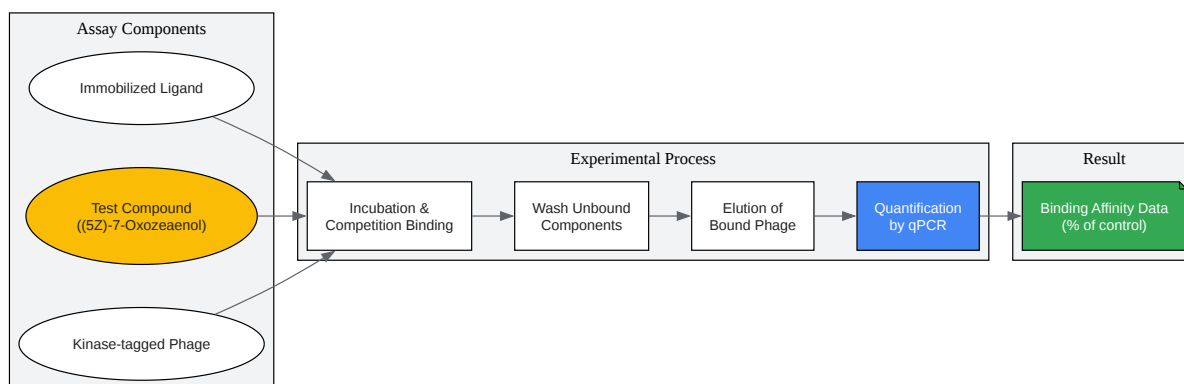 Assay Components
Immobilized Ligand
Test Compound
((5Z)-7-Oxozeaenol)
Kinase-tagged Phage
Experimental Process
Incubation &
Competition Binding
Wash Unbound
Components
Elution of
Bound Phage
Quantification
by qPCR
Result
Binding Affinity Data
(% of control)